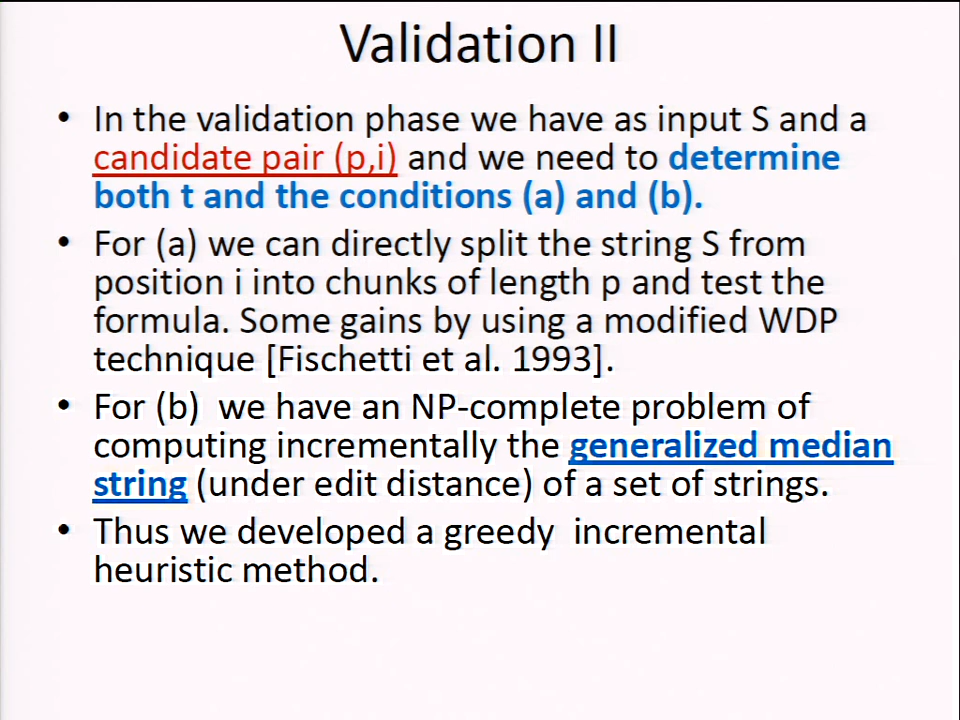 Validation II
• In the validation phase we have as input S and a
candidate pair (p,i) and we need to determine
both t and the conditions (a) and (b).
• For (a) we can directly split the string S from
position i into chunks of length p and test the
formula. Some gains by using a modified WDP
technique [Fischetti et al. 1993].
• For (b)  we have an NP-complete problem of
computing incrementally the generalized median
string (under edit distance) of a set of strings.
• Thus we developed a greedy  incremental
heuristic method.